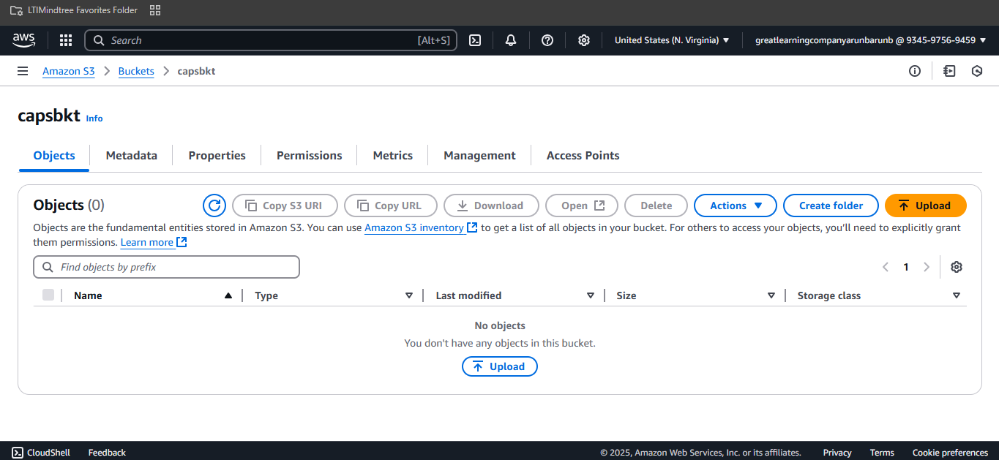 LTIMindtree Favorites Folder
aws
Search [Alt+S]
United States (N. Virginia)
greatlearningcompanyarunbarunb @ 9345-9756-9459
Amazon S3 Buckets capsbkt
capsbkt Info
Objects Metadata Properties Permissions Metrics Management Access Points
Objects (0)
Copy S3 URI Copy URL Download Open Delete Actions Create folder Upload
Objects are the fundamental entities stored in Amazon S3. You can use Amazon S3 inventory to get a list of all objects in your bucket. For others to access your objects, you’ll need to explicitly grant
them permissions. Learn more
Find objects by prefix
1
Name Type Last modified Size Storage class
No objects
You don't have any objects in this bucket.
Upload
CloudShell Feedback © 2025, Amazon Web Services, Inc. or its affiliates. Privacy Terms Cookie preferences